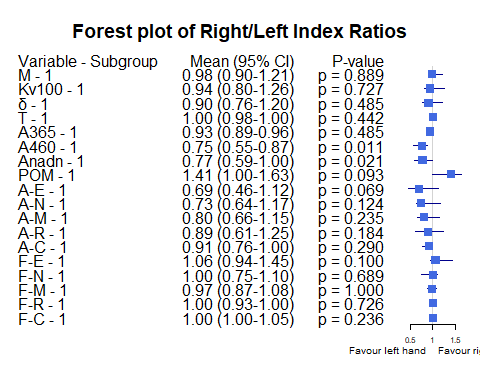 Forest plot of Right/Left Index Ratios
Variable - Subgroup Mean (95% CI) P-value
M - 1 0.98 (0.90-1.21) p = 0.889
Kv100 - 1 0.94 (0.80-1.26) p = 0.727
δ - 1 0.90 (0.76-1.20) p = 0.485
T - 1 1.00 (0.98-1.00) p = 0.442
A365 - 1 0.93 (0.89-0.96) p = 0.485
A460 - 1 0.75 (0.55-0.87) p = 0.011
Anadn - 1 0.77 (0.59-1.00) p = 0.021
POM - 1 1.41 (1.00-1.63) p = 0.093
A-E - 1 0.69 (0.46-1.12) p = 0.069
A-N - 1 0.73 (0.64-1.17) p = 0.124
A-M - 1 0.80 (0.66-1.15) p = 0.235
A-R - 1 0.89 (0.61-1.25) p = 0.184
A-C - 1 0.91 (0.76-1.00) p = 0.290
F-E - 1 1.06 (0.94-1.45) p = 0.100
F-N - 1 1.00 (0.75-1.10) p = 0.689
F-M - 1 0.97 (0.87-1.08) p = 1.000
F-R - 1 1.00 (0.93-1.00) p = 0.726
F-C - 1 1.00 (1.00-1.05) p = 0.236
0.5 1 1.5
Favour left hand Favour ri